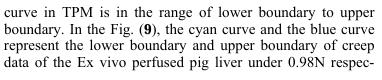 curve in TPM is in the range of lower boundary to upper
boundary. In the Fig. (9), the cyan curve and the blue curve
represent the lower boundary and upper boundary of creep
data of the Ex vivo perfused pig liver under 0.98N respec-